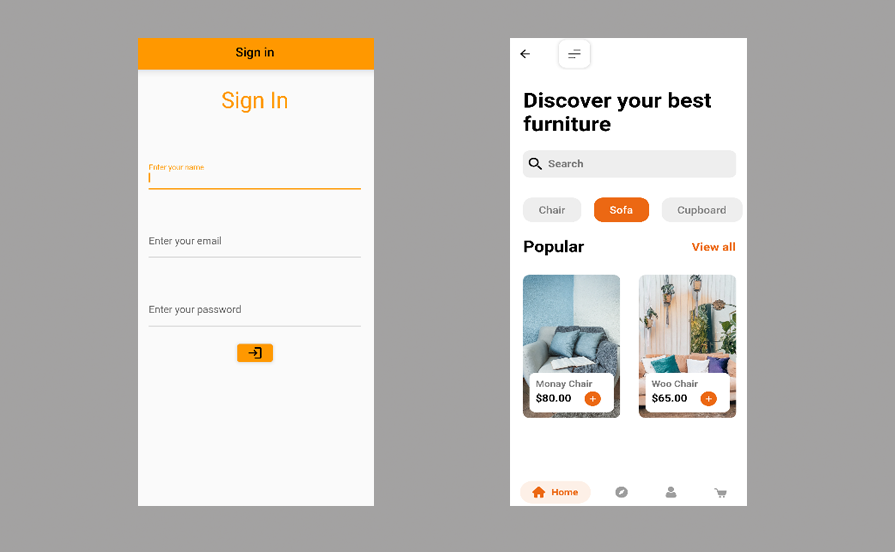 Sign in
Sign In
Enter your name
Enter your email
Enter your password
Discover your best
furniture
Search
Chair
Sofa
Cupboard
Popular
View all
Monay Chair
$80.00
+
Woo Chair
$65.00
+
Home